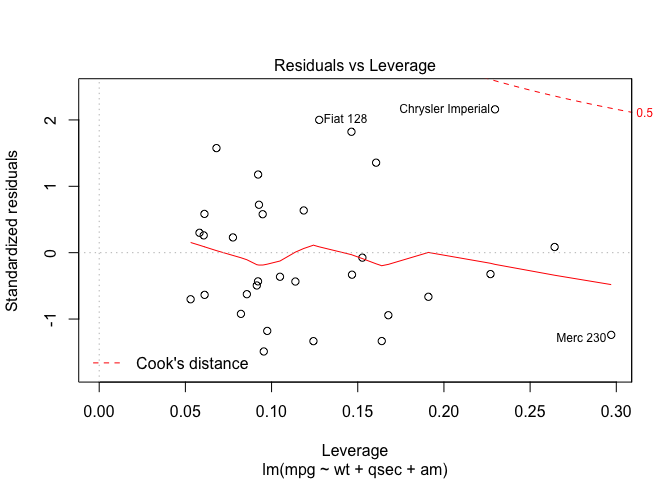 Residuals vs Leverage
Standardized residuals
2
1
0
-1
Fiat 128
Chrysler Imperial
0.5
Merc 230
Cook's distance
0.00 0.05 0.10 0.15 0.20 0.25 0.30
Leverage
lm(mpg ~ wt + qsec + am)